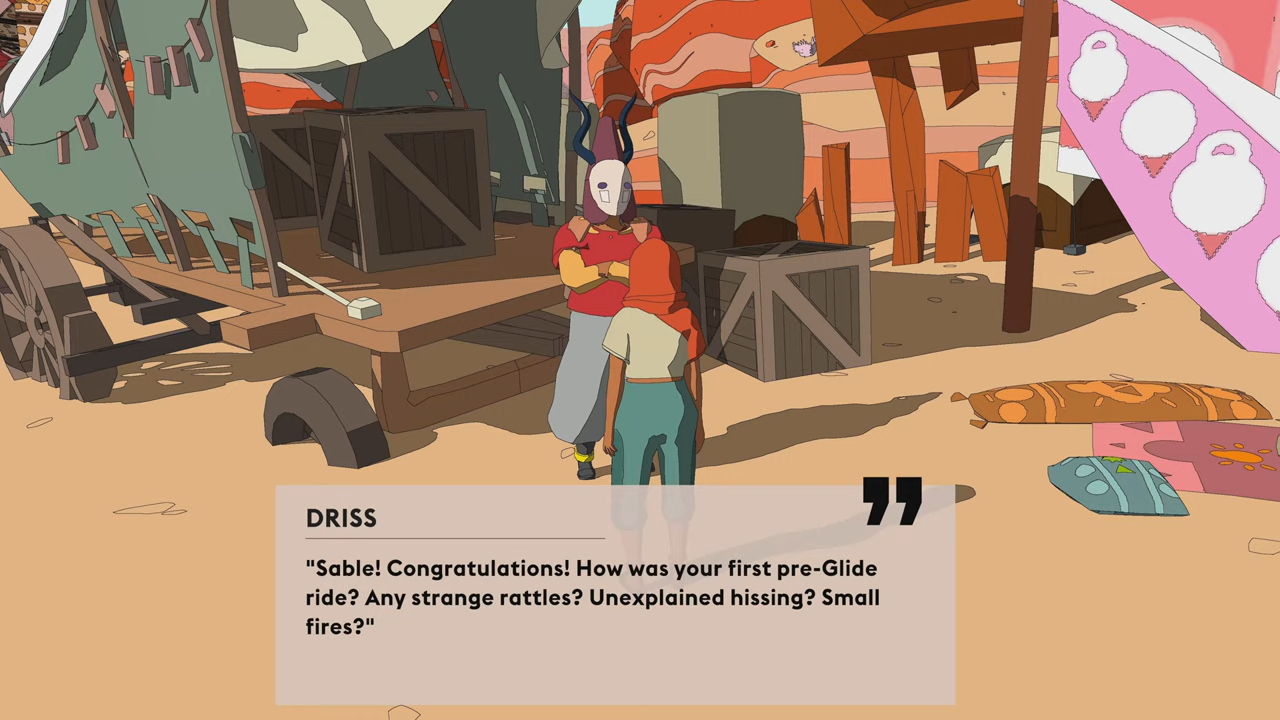 DRISS
"Sable! Congratulations! How was your first pre-Glide
ride? Any strange rattles? Unexplained hissing? Small
fires?"